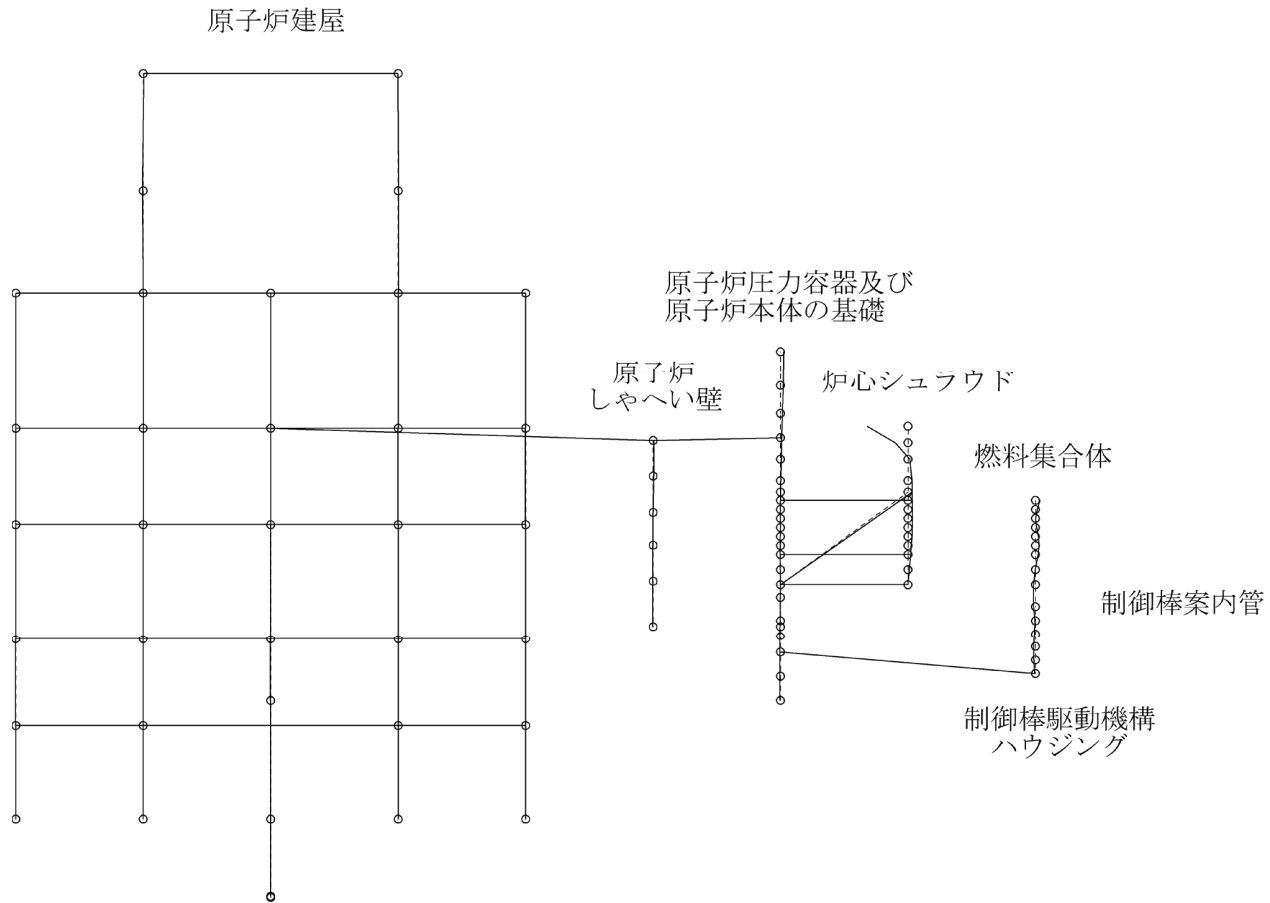 原子炉建屋
原子炉圧力容器及び
原子炉本体の基礎
原子炉
しゃへい壁
炉心シュラウド
燃料集合体
制御棒案内管
制御棒駆動機構
ハウジング